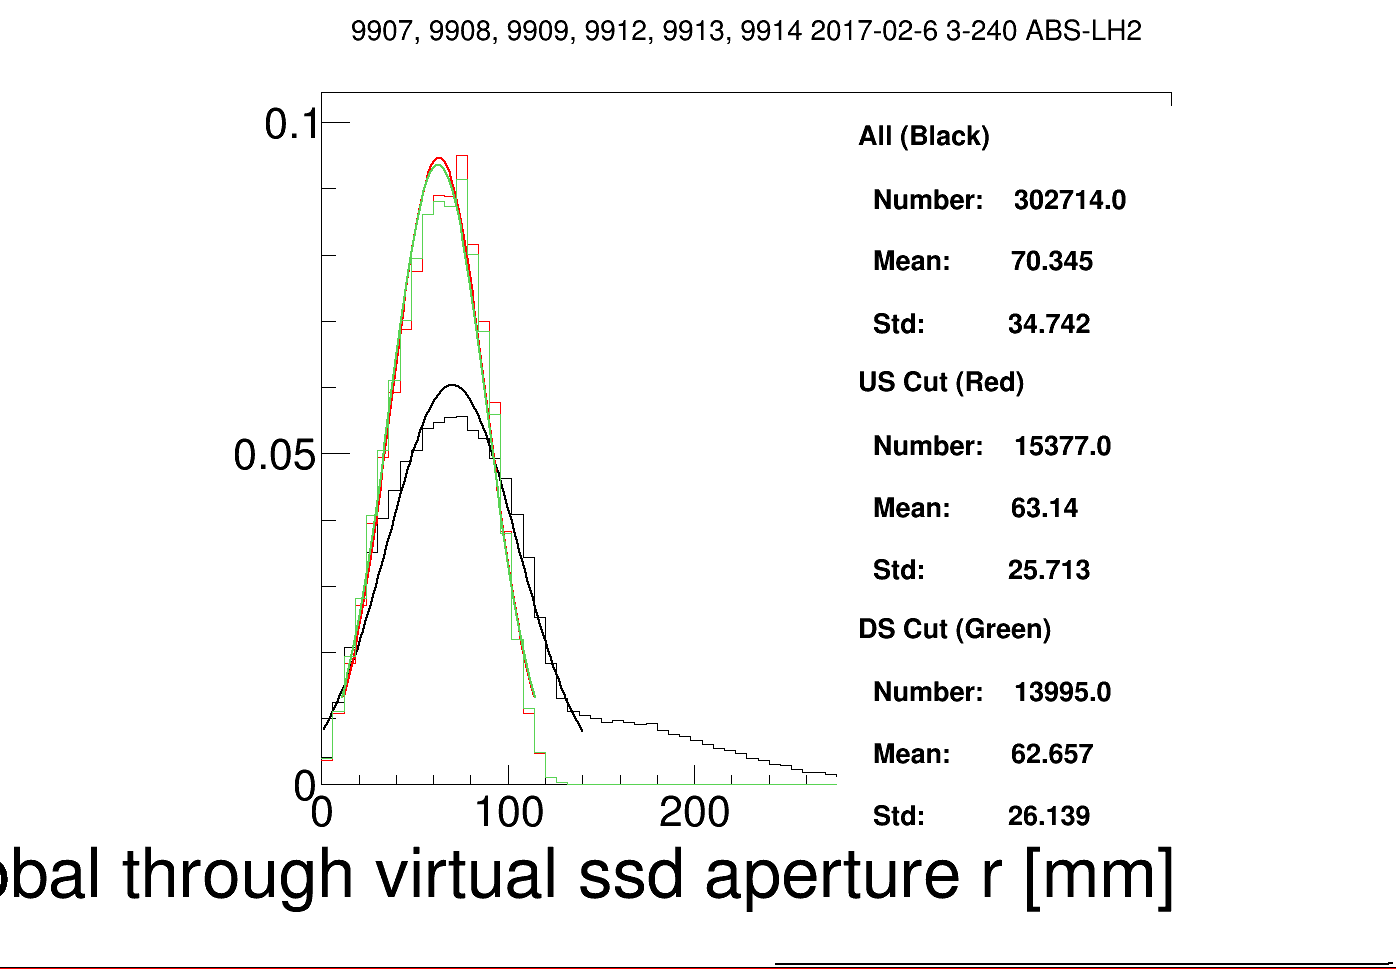 9907, 9908, 9909, 9912, 9913, 9914 2017-02-6 3-240 ABS-LH2
0.1
0.05
0
0 100 200
All (Black)
Number: 302714.0
Mean: 70.345
Std: 34.742
US Cut (Red)
Number: 15377.0
Mean: 63.14
Std: 25.713
DS Cut (Green)
Number: 13995.0
Mean: 62.657
Std: 26.139
obal through virtual ssd aperture r [mm]